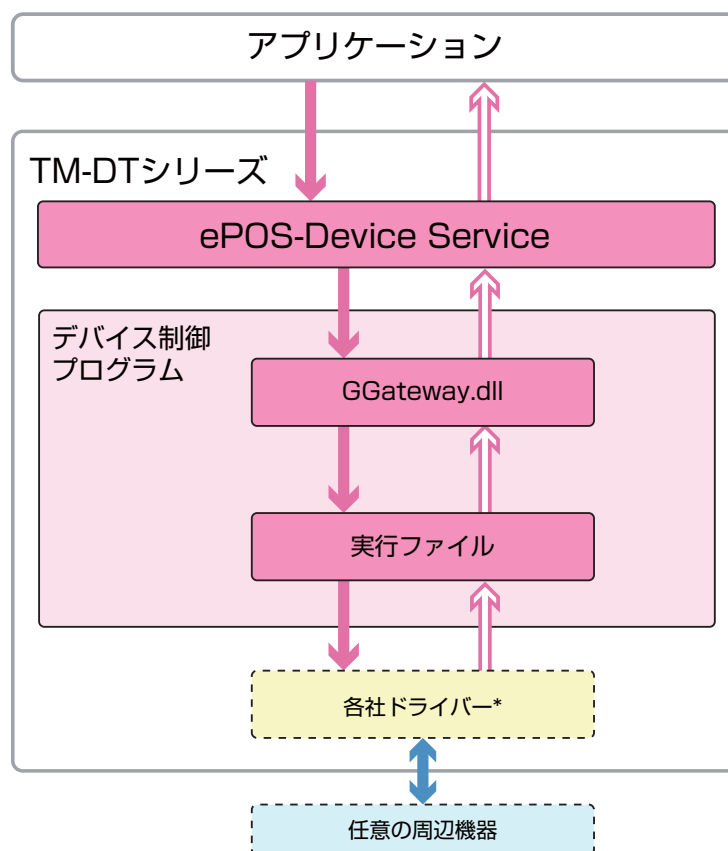 アプリケーション
TM-DTシリーズ
ePOS-Device Service
デバイス制御
プログラム
GGateway.dll
実行ファイル
各社ドライバー*
任意の周辺機器